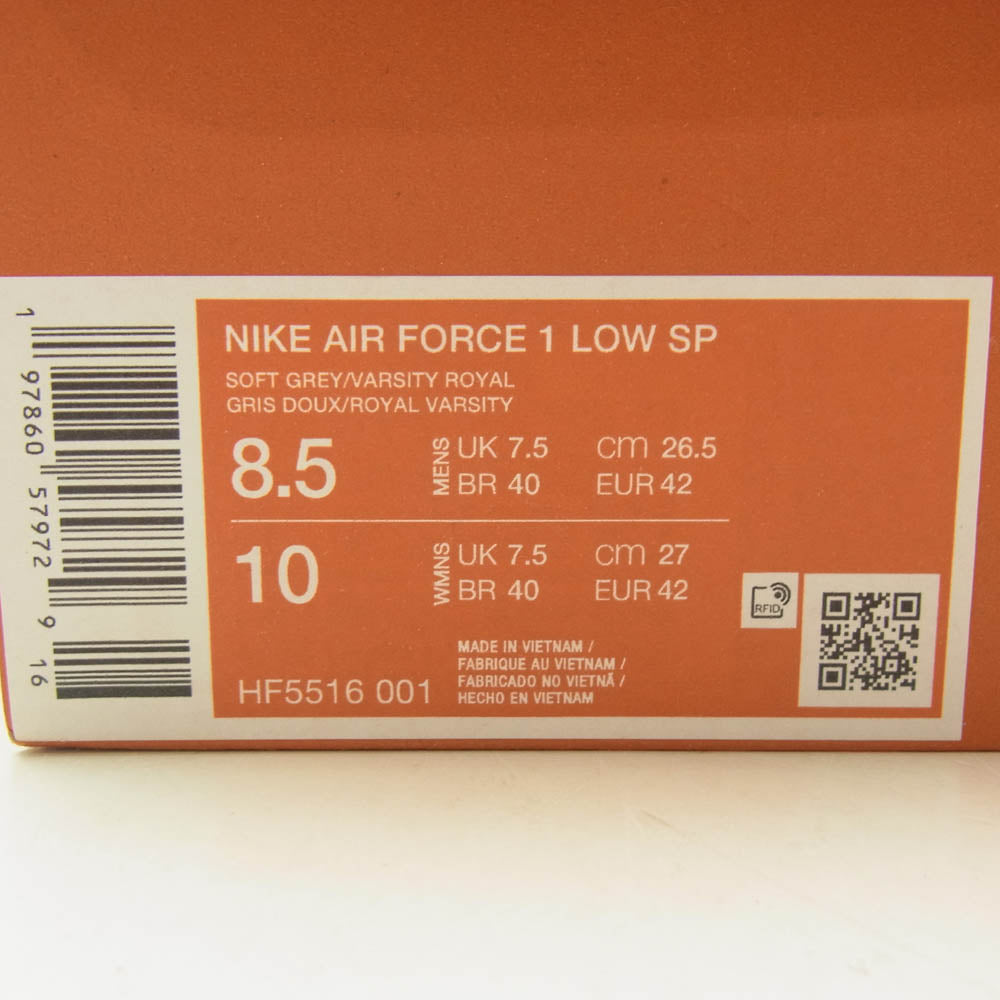 NIKE AIR FORCE 1 LOW SP
SOFT GREY/VARSITY ROYAL
GRIS DOUX/ROYAL VARSITY
8.5 MENS UK 7.5 cm 26.5
BR 40 EUR 42
10 WMNS UK 7.5 cm 27
BR 40 EUR 42
RFID
MADE IN VIETNAM /
FABRIQUE AU VIETNAM /
FABRICADO NO VIETNÃ /
HECHO EN VIETNAM
HF5516 001
1 97860 57972 9 16